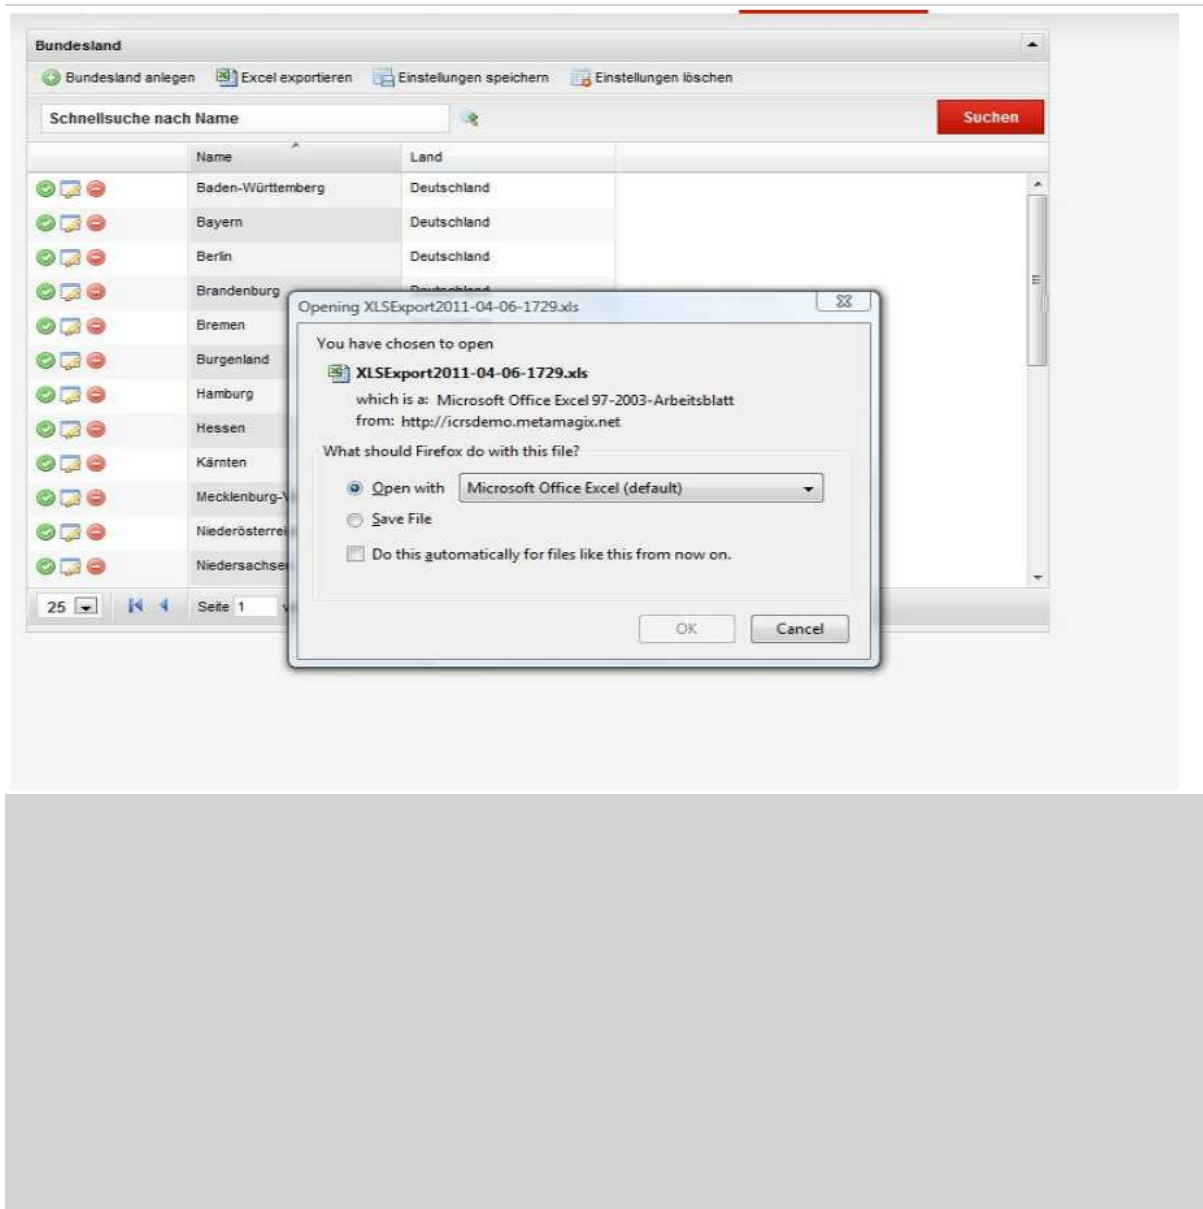 Bundesland
Bundesland anlegen Excel exportieren Einstellungen speichern Einstellungen löschen
Schnellsuche nach Name Suchen
Name Land
Baden-Württemberg Deutschland
Bayern Deutschland
Berlin Deutschland
Brandenburg Deutschland
Bremen
Burgenland
Hamburg
Hessen
Kärnten
Mecklenburg-V
Niederösterrei
Niedersachse
25 Seite 1 v
Opening XLSExport2011-04-06-1729.xls
You have chosen to open
XLSExport2011-04-06-1729.xls
which is a: Microsoft Office Excel 97-2003-Arbeitsblatt
from: http://icrsdemo.metamagix.net
What should Firefox do with this file?
Open with Microsoft Office Excel (default)
Save File
Do this automatically for files like this from now on.
OK Cancel